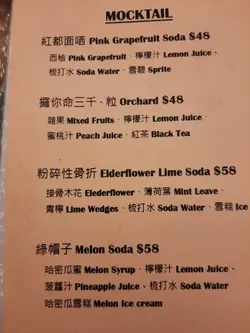 MOCKTAIL
紅都面哂 Pink Grapefruit Soda $48
西柚 Pink Grapefruit、檸檬汁 Lemon Juice、
梳打水 Soda Water、雪碧 Sprite
攞你命三千．粒 Orchard $48
雜果 Mixed Fruits、檸檬汁 Lemon Juice、
蜜桃汁 Peach Juice、紅茶 Black Tea
粉碎性骨折 Elderflower Lime Soda $58
接骨木花 Elederflower、薄荷葉 Mint Leave、
青檸 Lime Wedges、梳打水 Soda Water、雪糕 Ice
綠帽子 Melon Soda $58
哈密瓜蜜 Melon Syrup、檸檬汁 Lemon Juice、
菠蘿汁 Pineapple Juice、梳打水 Soda Water、
哈密瓜雪糕 Melon Ice cream